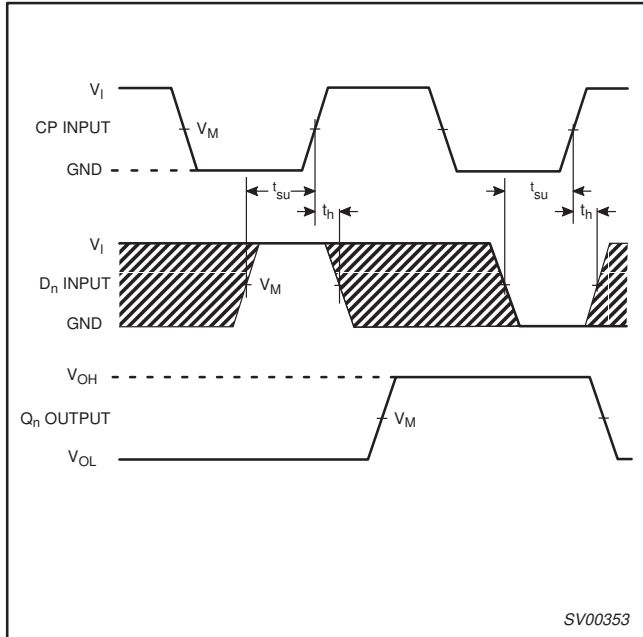 V_I
CP INPUT
V_M
GND
t_su
t_h
t_su
t_h
V_I
D_n INPUT
V_M
GND
V_OH
Q_n OUTPUT
V_M
V_OL
SV00353